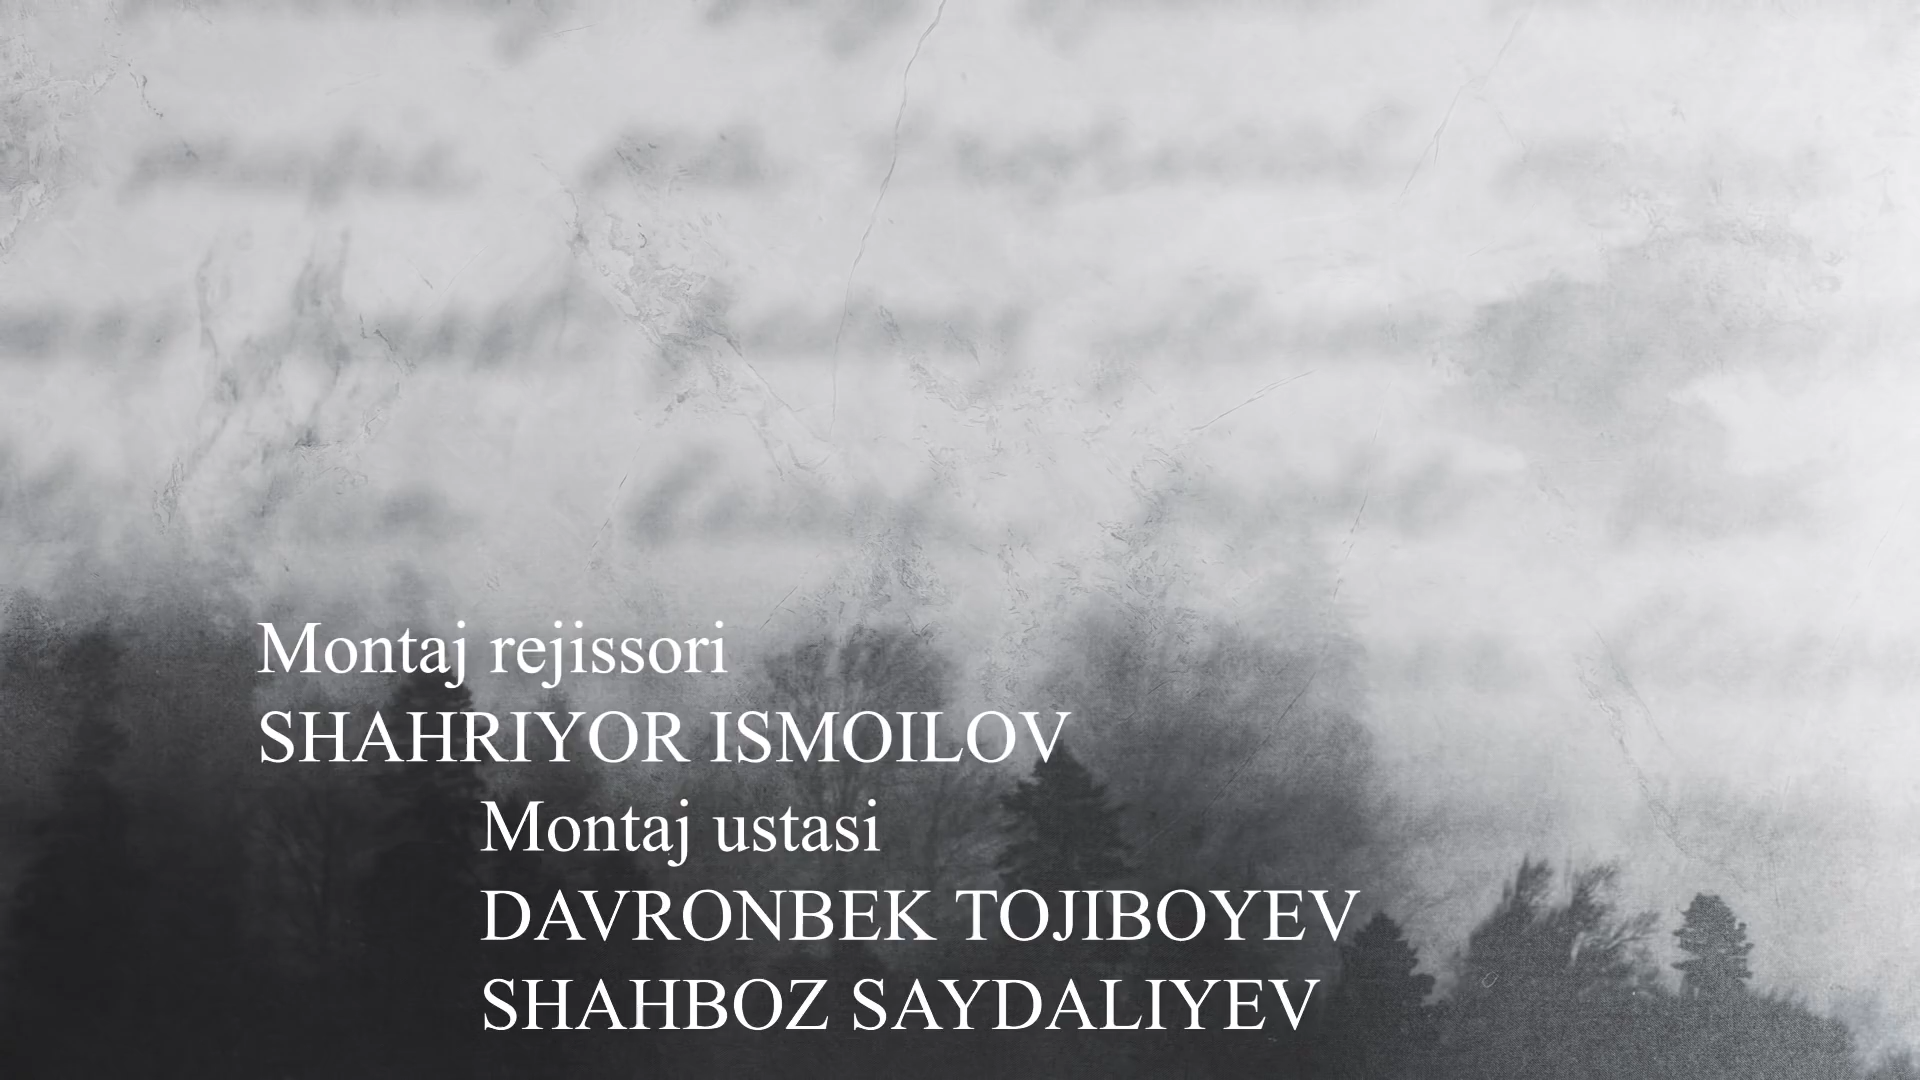 Montaj rejissori
SHAHRIYOR ISMOILOV
Montaj ustasi
DAVRONBEK TOJIBOYEV
SHAHBOZ SAYDALIYEV